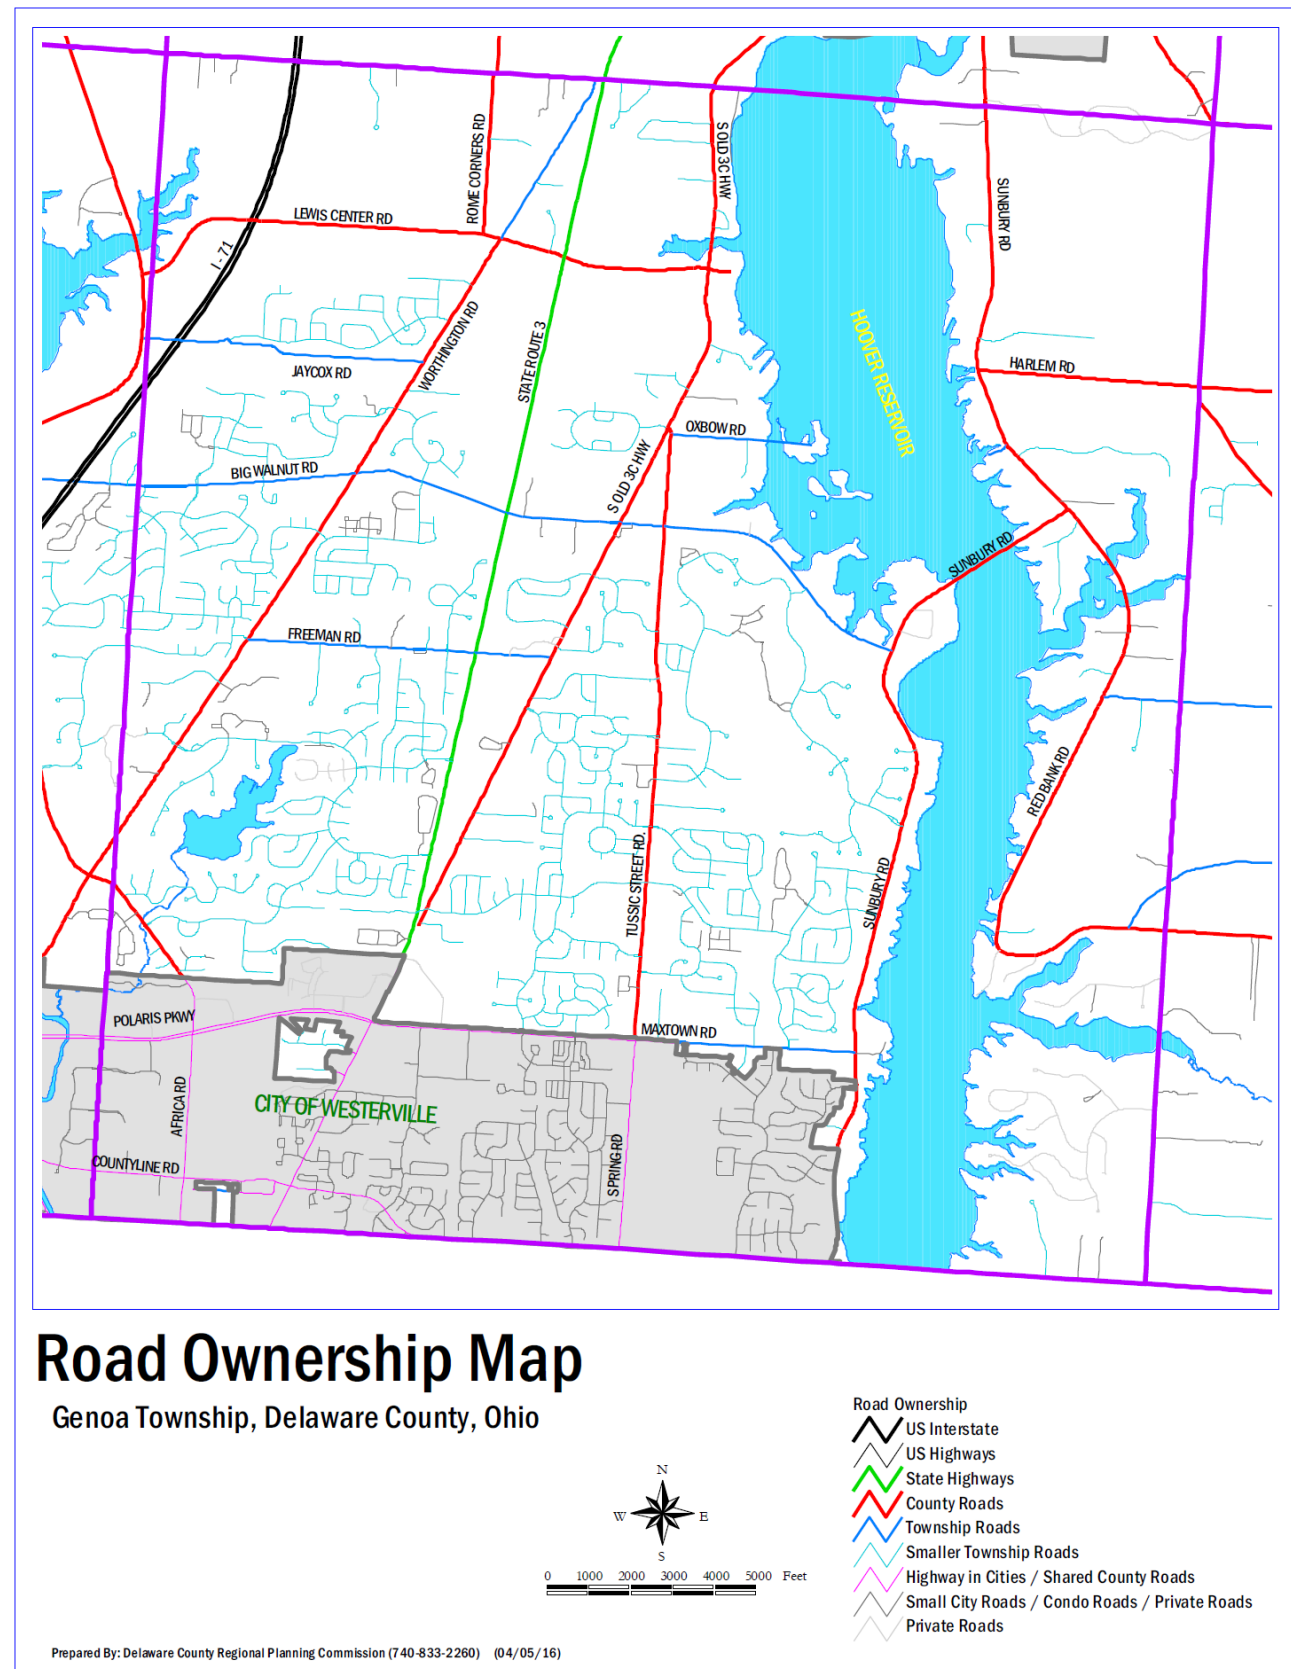 ROME CORNERS RD
S OLD 3C HWY
SUNBURY RD
LEWIS CENTER RD
I - 71
WORTHINGTON RD
STATE ROUTE 3
HOOVER RESERVOIR
JAYCOX RD
HARLEM RD
OXBOW RD
S OLD 3C HWY
BIG WALNUT RD
SUNBURY RD
FREEMAN RD
RED BANK RD
TUSSIC STREET RD.
SUNBURY RD
POLARIS PKWY
MAXTOWN RD
AFRICA RD
CITY OF WESTERVILLE
COUNTYLINE RD
SPRING RD
Road Ownership Map
Genoa Township, Delaware County, Ohio
N
W E
S
0 1000 2000 3000 4000 5000 Feet
Road Ownership
US Interstate
US Highways
State Highways
County Roads
Township Roads
Smaller Township Roads
Highway in Cities / Shared County Roads
Small City Roads / Condo Roads / Private Roads
Private Roads
Prepared By: Delaware County Regional Planning Commission (740-833-2260) (04/05/16)